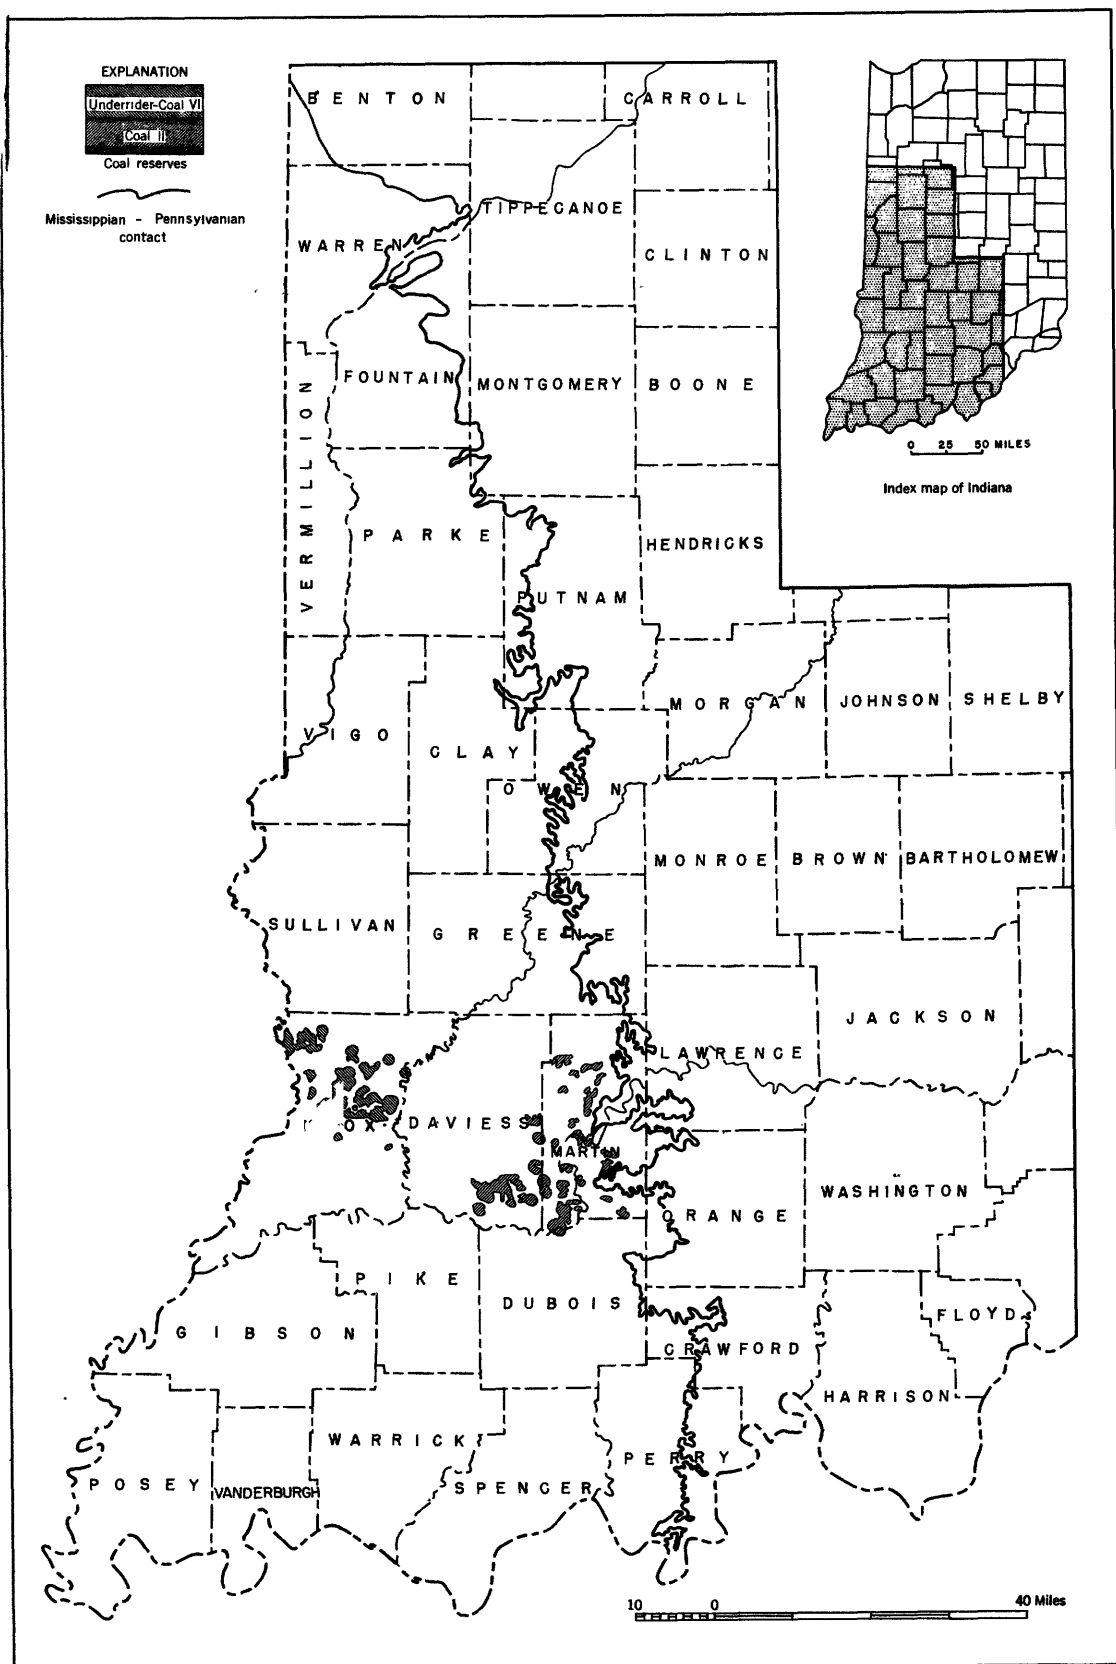 EXPLANATION
Underrider-Coal VI
Coal II
Coal reserves
Mississippian - Pennsylvanian
contact
BENTON
CARROLL
TIPPECANOE
WARREN
CLINTON
FOUNTAIN
MONTGOMERY
BOONE
VERMILLION
0 25 50 MILES
Index map of Indiana
PARKE
HENDRICKS
PUTNAM
MORGAN
JOHNSON
SHELBY
VIGO
CLAY
OWEN
MONROE
BROWN
BARTHOLOMEW
SULLIVAN
GREENE
JACKSON
LAWRENCE
DAVIESS
MARTIN
WASHINGTON
ORANGE
PIKE
DUBOIS
FLOYD
GIBSON
CRAWFORD
HARRISON
WARRICK
PERRY
POSEY
VANDERBURGH
SPENCER
10 0 40 Miles